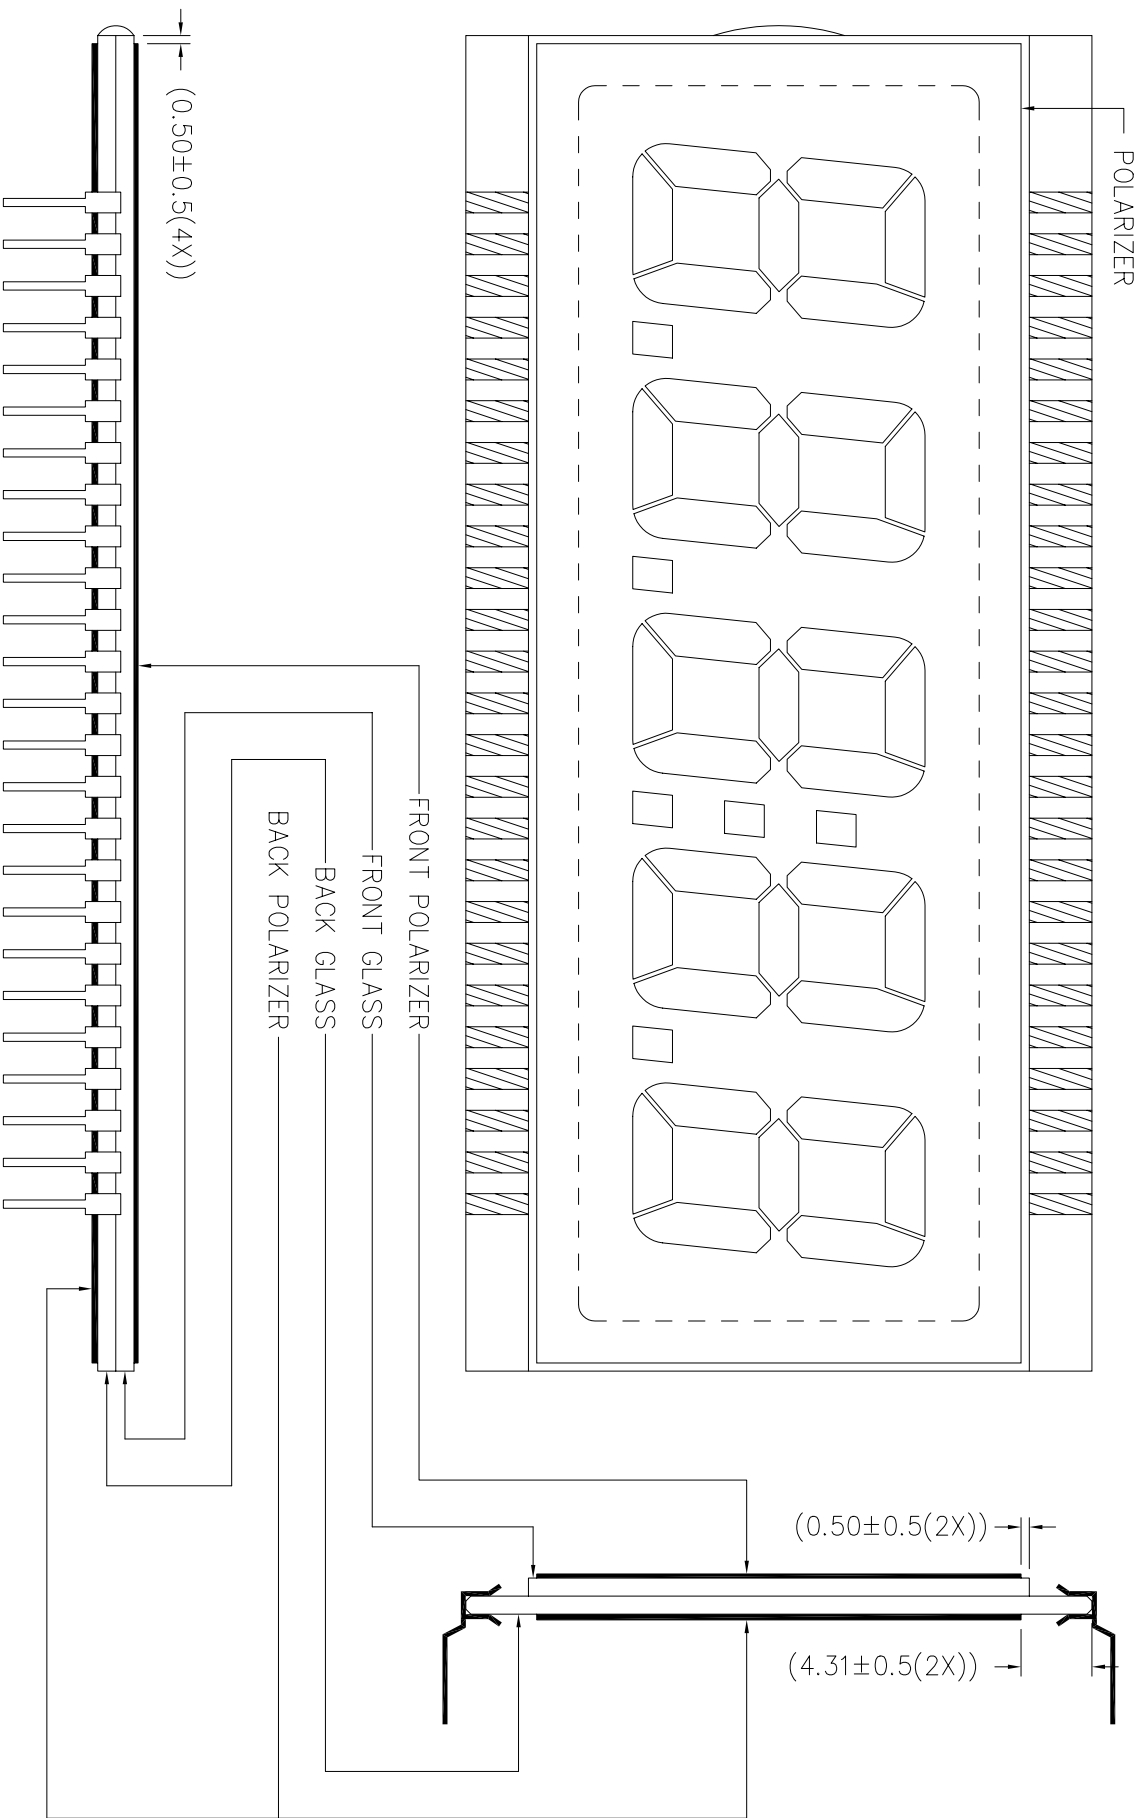 POLARIZER
(0.50±0.5(4X))
FRONT POLARIZER
FRONT GLASS
BACK GLASS
BACK POLARIZER
(0.50±0.5(2X))
(4.31±0.5(2X))